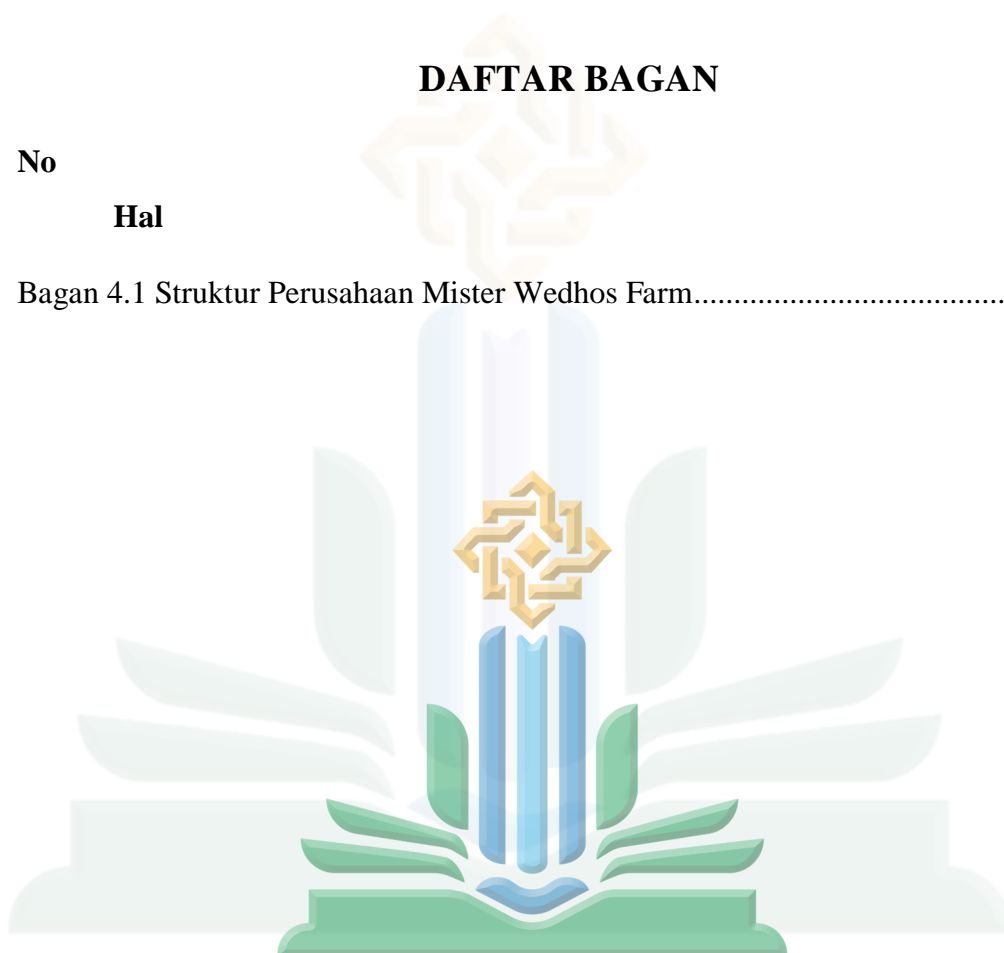 DAFTAR BAGAN
No
Hal
Bagan 4.1 Struktur Perusahaan Mister Wedhos Farm.......................................